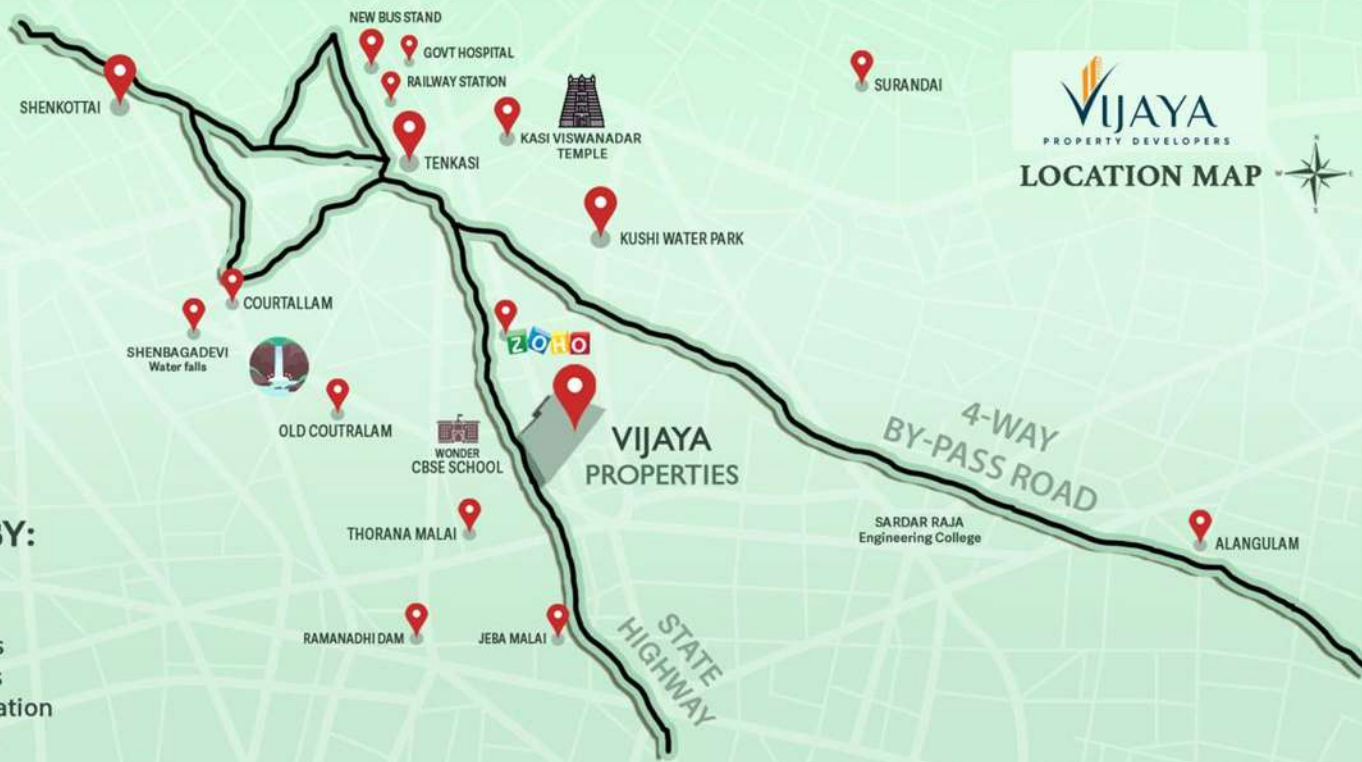 NEW BUS STAND
GOVT HOSPITAL
RAILWAY STATION
SHENKOTTAI
TENKASI
KASI VISWANADAR
TEMPLE
SURANDAI
VIJAYA
PROPERTY DEVELOPERS
LOCATION MAP
N
W
E
S
KUSHI WATER PARK
COURTALLAM
SHENBAGADEVI
Water falls
ZOHO
OLD COUTRALAM
WONDER
CBSE SCHOOL
VIJAYA
PROPERTIES
4-WAY
BY-PASS ROAD
THORANA MALAI
SARDAR RAJA
Engineering College
ALANGULAM
RAMANADHI DAM
JEBA MALAI
STATE
HIGHWAY
BY:
s
s
ation